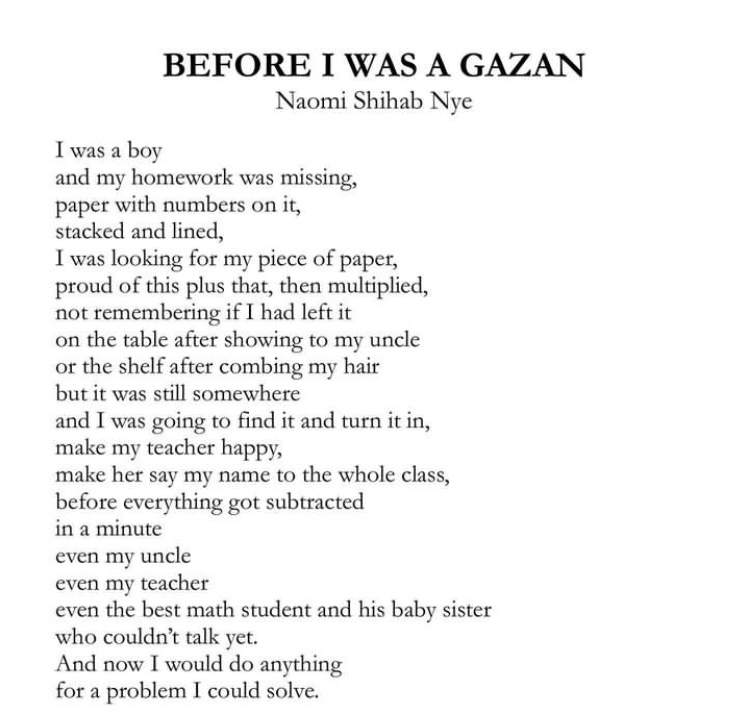 BEFORE I WAS A GAZAN
Naomi Shihab Nye
I was a boy
and my homework was missing,
paper with numbers on it,
stacked and lined,
I was looking for my piece of paper,
proud of this plus that, then multiplied,
not remembering if I had left it
on the table after showing to my uncle
or the shelf after combing my hair
but it was still somewhere
and I was going to find it and turn it in,
make my teacher happy,
make her say my name to the whole class,
before everything got subtracted
in a minute
even my uncle
even my teacher
even the best math student and his baby sister
who couldn’t talk yet.
And now I would do anything
for a problem I could solve.